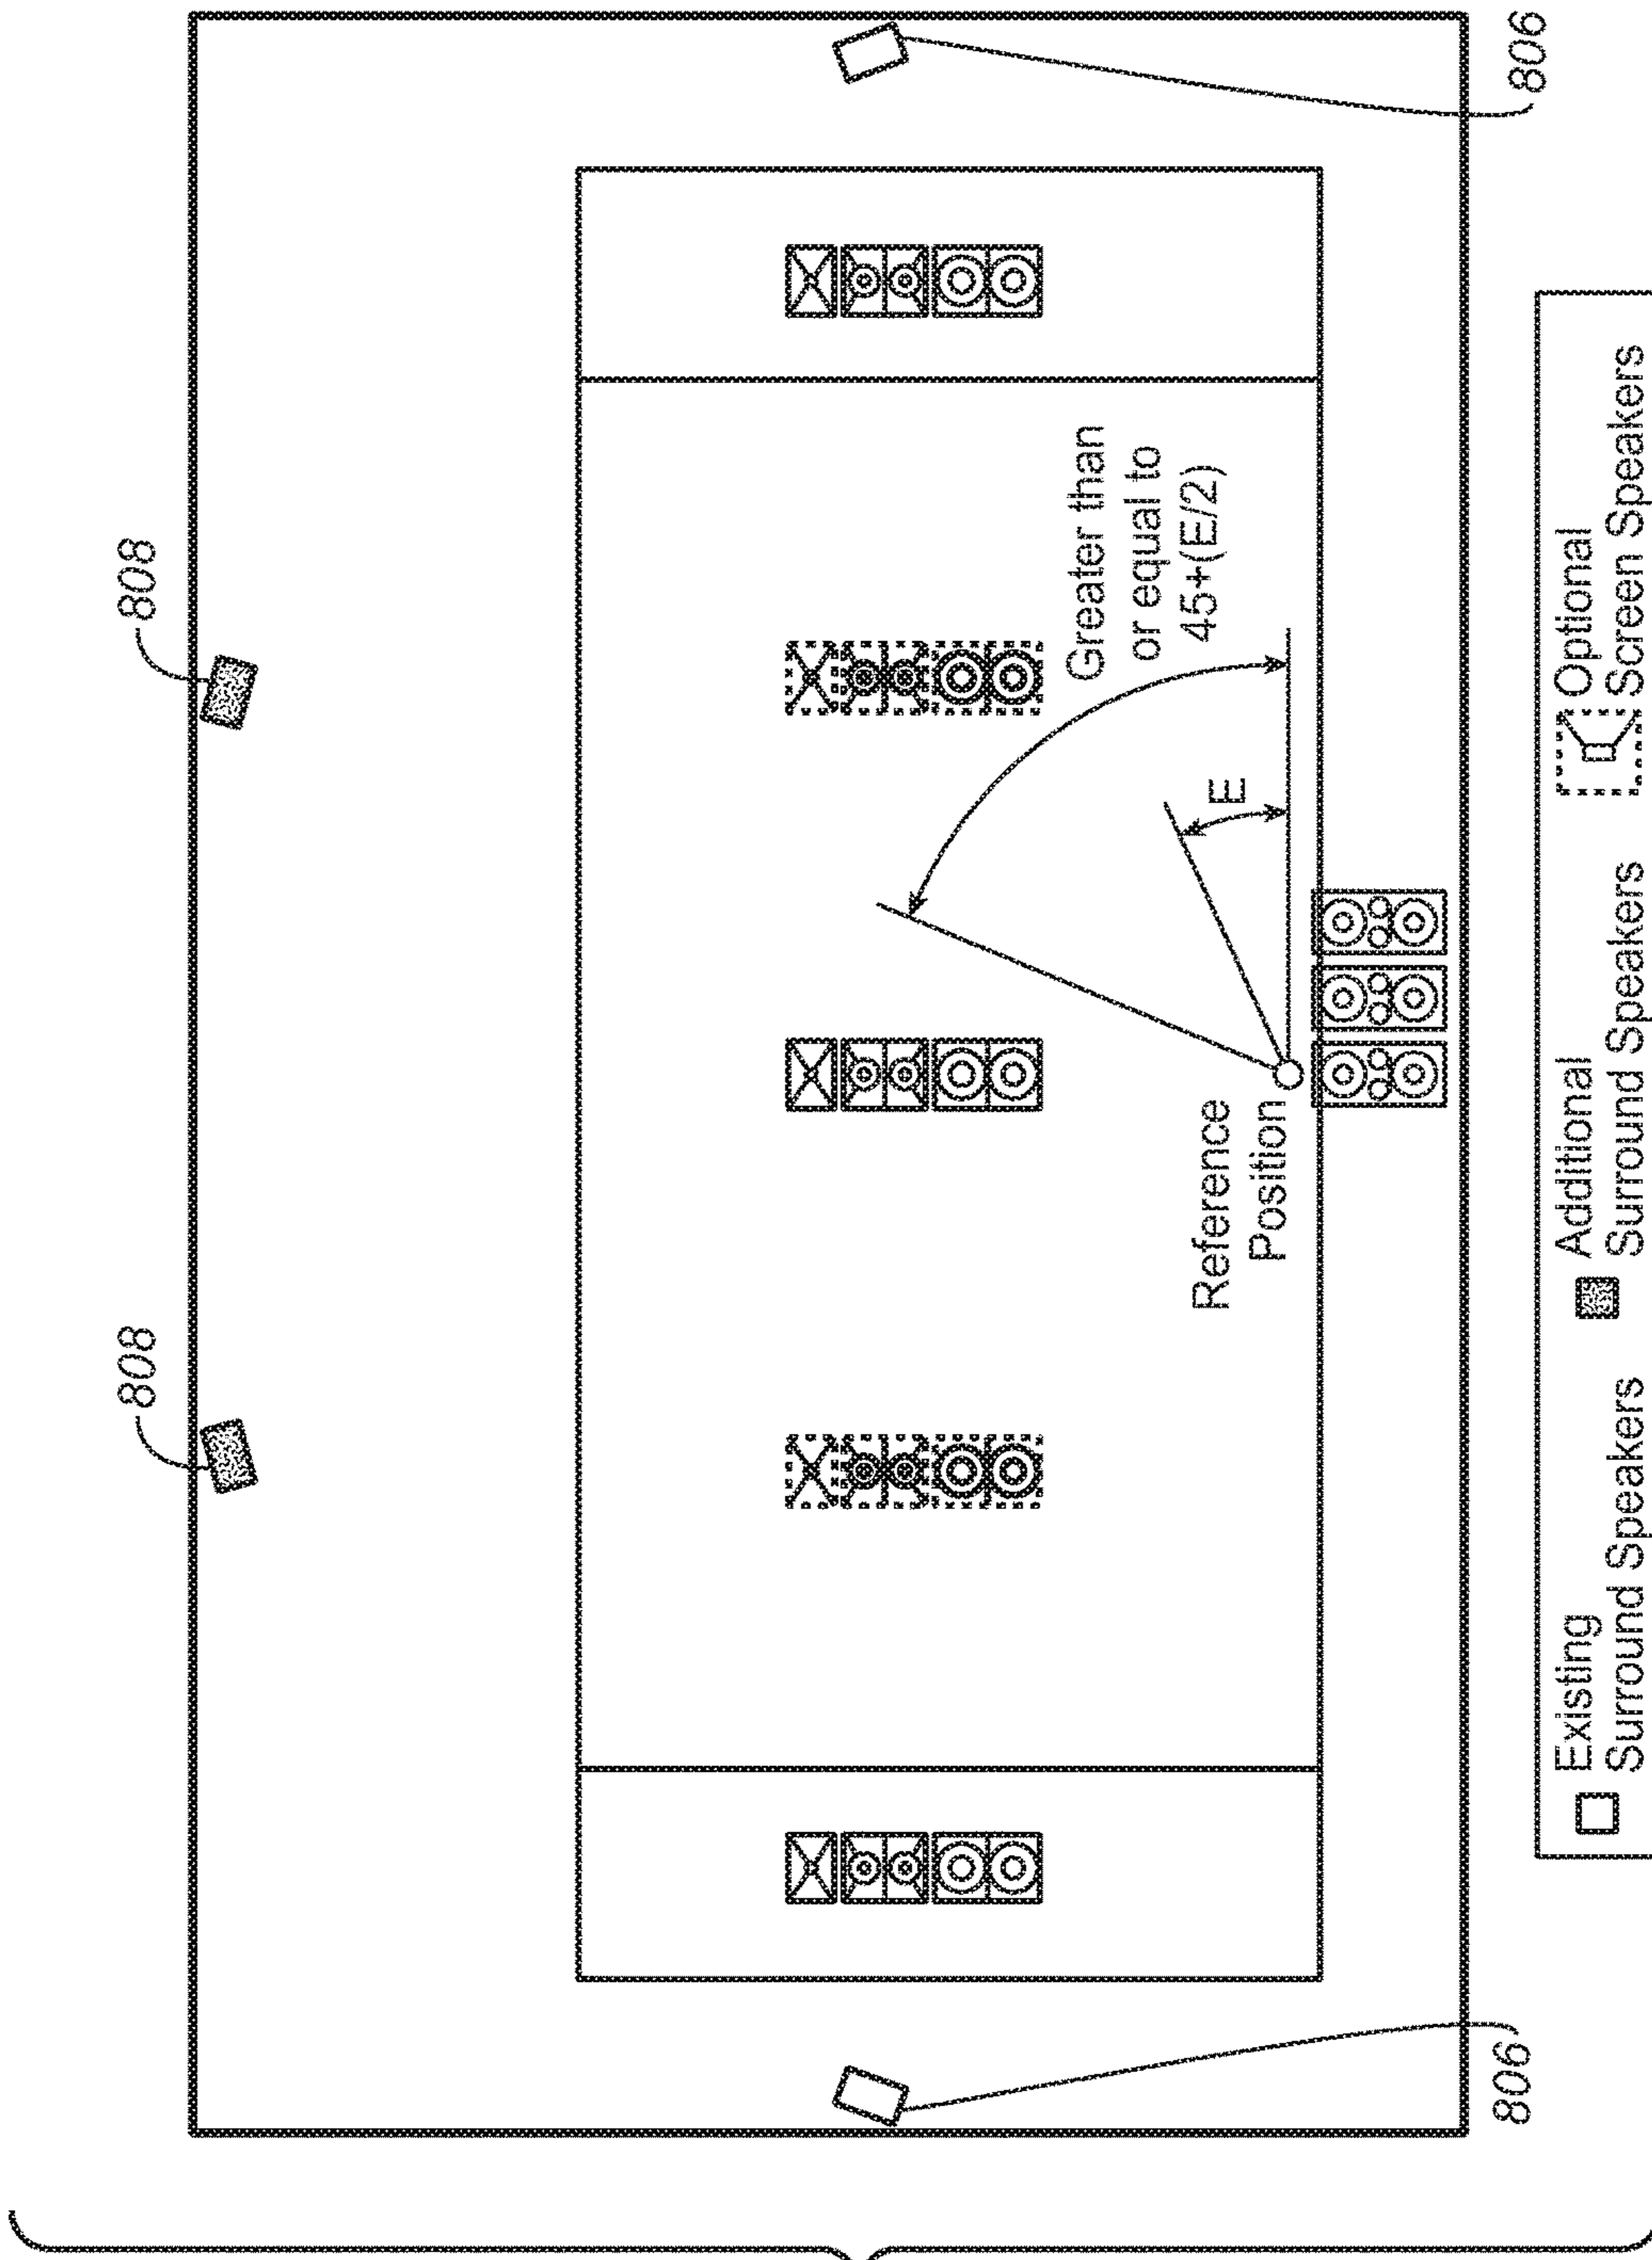 808
808
Greater than
or equal to
45+(E/2)
E
Reference
Position
806
806
Existing
Surround Speakers
Additional
Surround Speakers
Optional
Screen Speakers